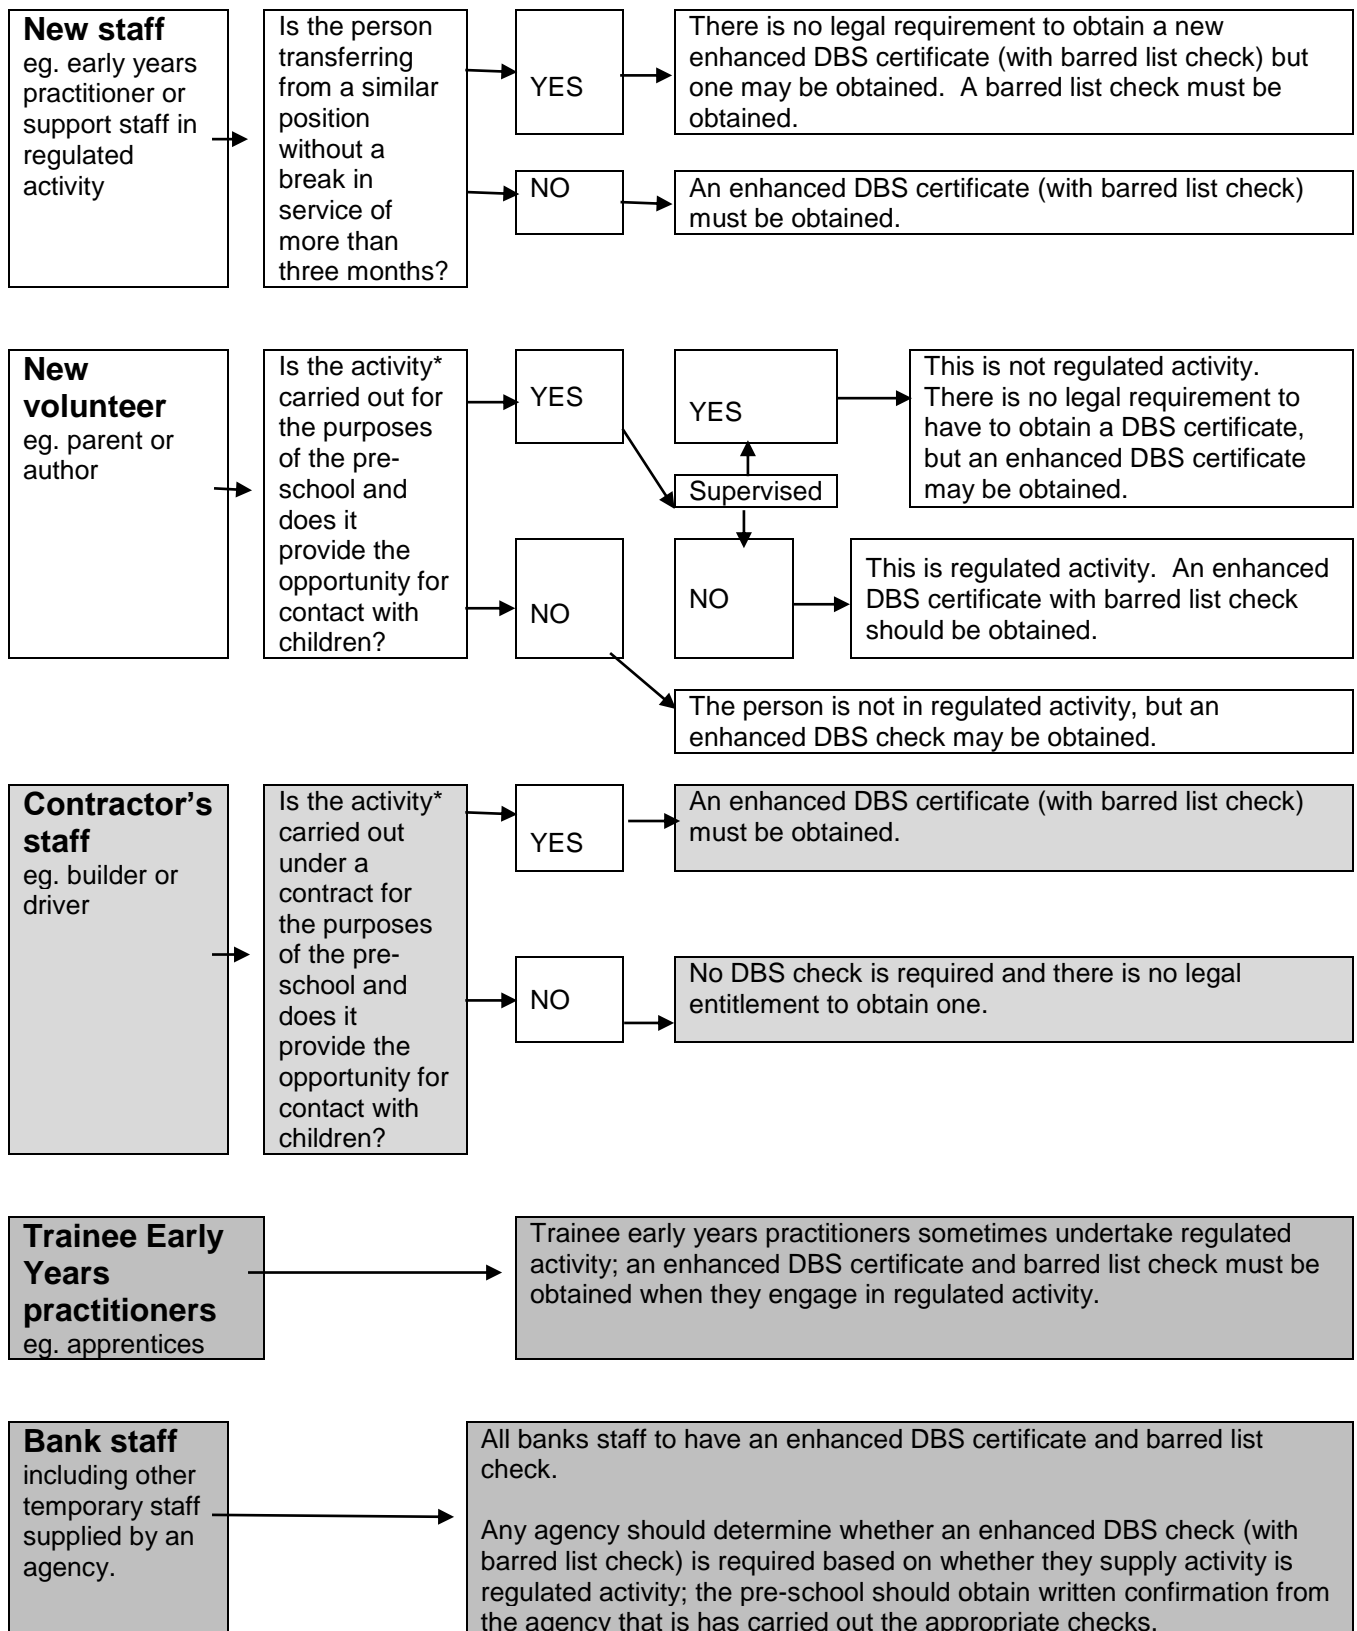 New staff
eg. early years
practitioner or
support staff in
regulated
activity
Is the person
transferring
from a similar
position
without a
break in
service of
more than
three months?
YES
There is no legal requirement to obtain a new
enhanced DBS certificate (with barred list check) but
one may be obtained.  A barred list check must be
obtained.
NO
An enhanced DBS certificate (with barred list check)
must be obtained.
New
volunteer
eg. parent or
author
Is the activity*
carried out for
the purposes
of the pre-
school and
does it
provide the
opportunity for
contact with
children?
YES
Supervised
YES
This is not regulated activity.
There is no legal requirement to
have to obtain a DBS certificate,
but an enhanced DBS certificate
may be obtained.
NO
This is regulated activity.  An enhanced
DBS certificate with barred list check
should be obtained.
NO
The person is not in regulated activity, but an
enhanced DBS check may be obtained.
Contractor's
staff
eg. builder or
driver
Is the activity*
carried out
under a
contract for
the purposes
of the pre-
school and
does it
provide the
opportunity for
contact with
children?
YES
An enhanced DBS certificate (with barred list check)
must be obtained.
NO
No DBS check is required and there is no legal
entitlement to obtain one.
Trainee Early
Years
practitioners
eg. apprentices
Trainee early years practitioners sometimes undertake regulated
activity; an enhanced DBS certificate and barred list check must be
obtained when they engage in regulated activity.
Bank staff
including other
temporary staff
supplied by an
agency.
All banks staff to have an enhanced DBS certificate and barred list
check.
Any agency should determine whether an enhanced DBS check (with
barred list check) is required based on whether they supply activity is
regulated activity; the pre-school should obtain written confirmation from
the agency that is has carried out the appropriate checks.